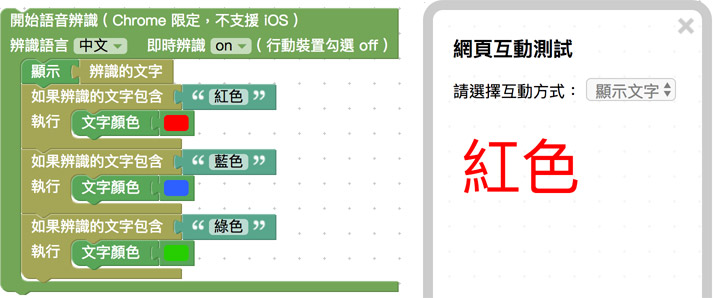 開始語音辨識（Chrome 限定，不支援 iOS）
辨識語言 中文 即時辨識 on（行動裝置勾選 off）
顯示 辨識的文字
如果辨識的文字包含 “紅色”
執行 文字顏色
如果辨識的文字包含 “藍色”
執行 文字顏色
如果辨識的文字包含 “綠色”
執行 文字顏色
網頁互動測試
請選擇互動方式： 顯示文字
紅色